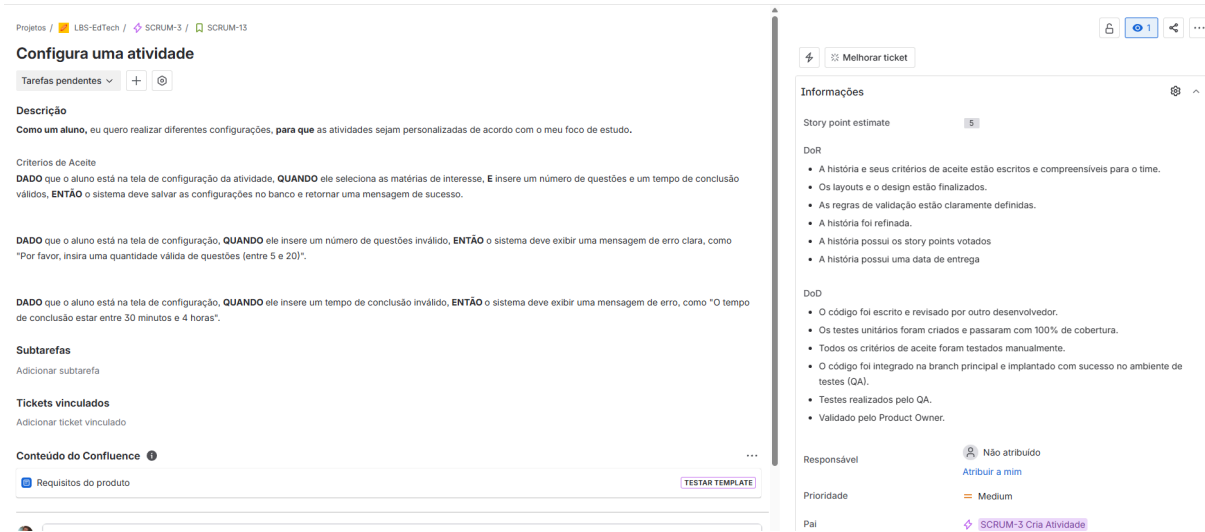 Projetos / LBS-EdTech / SCRUM-3 / SCRUM-13
Configura uma atividade
Tarefas pendentes
Descrição
Como um aluno, eu quero realizar diferentes configurações, para que as atividades sejam personalizadas de acordo com o meu foco de estudo.
Criterios de Aceite
DADO que o aluno está na tela de configuração da atividade, QUANDO ele seleciona as matérias de interesse, E insere um número de questões e um tempo de conclusão
válidos, ENTÃO o sistema deve salvar as configurações no banco e retornar uma mensagem de sucesso.
DADO que o aluno está na tela de configuração, QUANDO ele insere um número de questões inválido, ENTÃO o sistema deve exibir uma mensagem de erro clara, como
"Por favor, insira uma quantidade válida de questões (entre 5 e 20)".
DADO que o aluno está na tela de configuração, QUANDO ele insere um tempo de conclusão inválido, ENTÃO o sistema deve exibir uma mensagem de erro, como "O tempo
de conclusão estar entre 30 minutos e 4 horas".
Subtarefas
Adicionar subtarefa
Tickets vinculados
Adicionar ticket vinculado
Conteúdo do Confluence
Requisitos do produto TESTAR TEMPLATE
1
Melhorar ticket
Informações
Story point estimate 5
DoR
• A história e seus critérios de aceite estão escritos e compreensíveis para o time.
• Os layouts e o design estão finalizados.
• As regras de validação estão claramente definidas.
• A história foi refinada.
• A história possui os story points votados
• A história possui uma data de entrega
DoD
• O código foi escrito e revisado por outro desenvolvedor.
• Os testes unitários foram criados e passaram com 100% de cobertura.
• Todos os critérios de aceite foram testados manualmente.
• O código foi integrado na branch principal e implantado com sucesso no ambiente de
testes (QA).
• Testes realizados pelo QA.
• Validado pelo Product Owner.
Responsável Não atribuído
Atribuir a mim
Prioridade Medium
Pai SCRUM-3 Cria Atividade